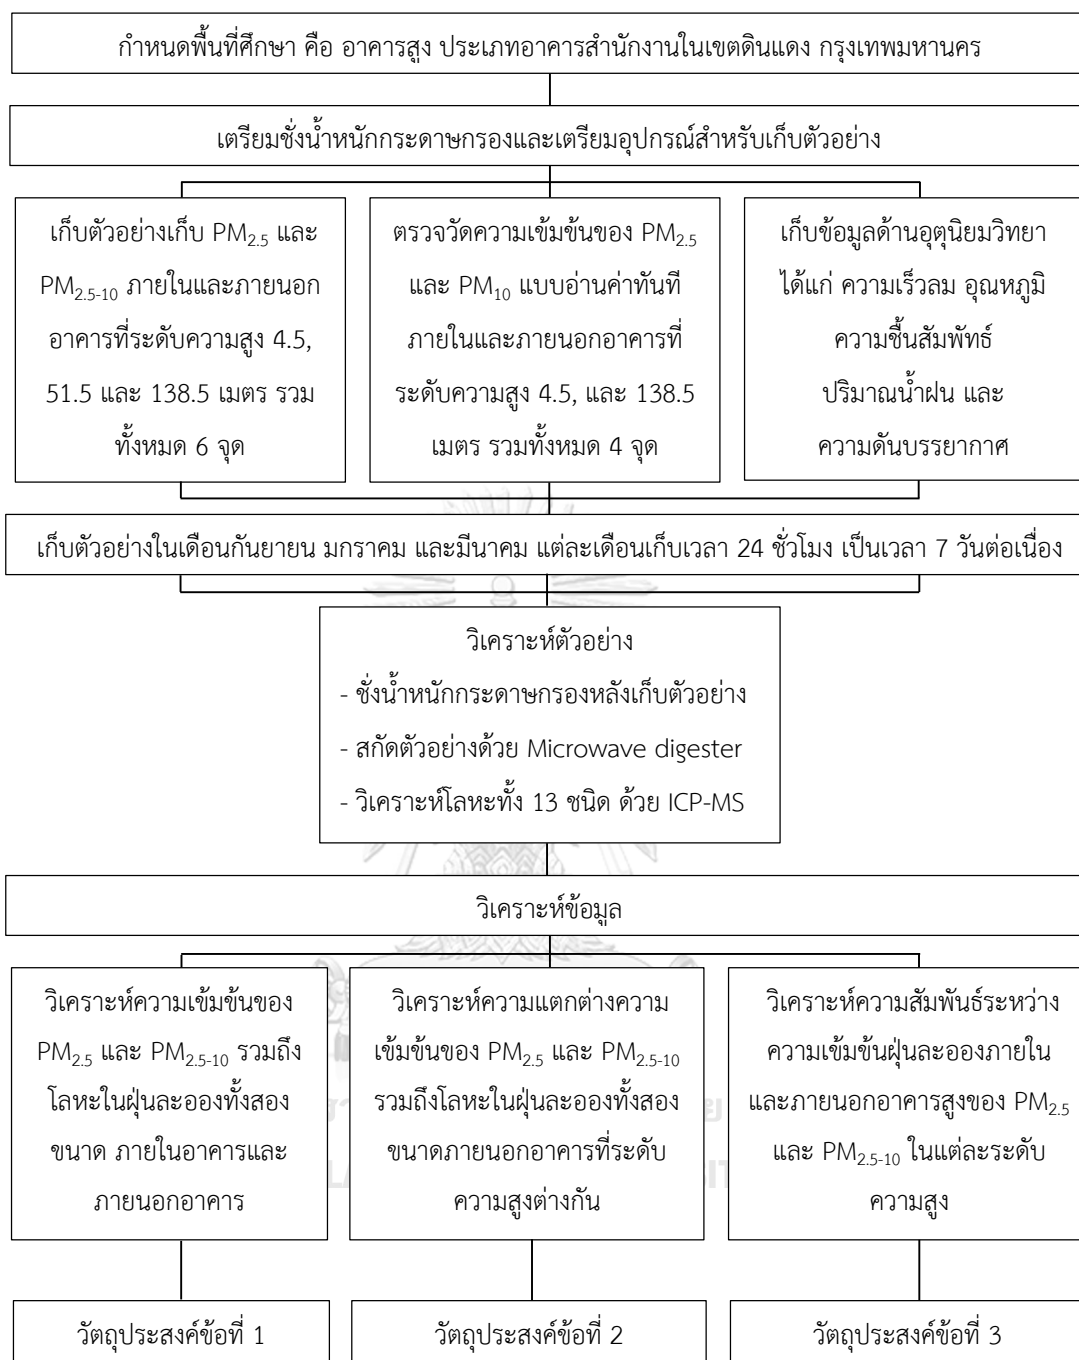 กำหนดพื้นที่ศึกษา คือ อาคารสูง ประเภทอาคารสำนักงานในเขตดินแดง กรุงเทพมหานคร
เตรียมชั่งน้ำหนักกระดาษกรองและเตรียมอุปกรณ์สำหรับเก็บตัวอย่าง
เก็บตัวอย่างเก็บ PM2.5 และ
PM2.5-10 ภายในและภายนอก
อาคารที่ระดับความสูง 4.5,
51.5 และ 138.5 เมตร รวม
ทั้งหมด 6 จุด
ตรวจวัดความเข้มข้นของ PM2.5
และ PM10 แบบอ่านค่าทันที
ภายในและภายนอกอาคารที่
ระดับความสูง 4.5, และ 138.5
เมตร รวมทั้งหมด 4 จุด
เก็บข้อมูลด้านอุตุนิยมวิทยา
ได้แก่ ความเร็วลม อุณหภูมิ
ความชื้นสัมพัทธ์
ปริมาณน้ำฝน และ
ความดันบรรยากาศ
เก็บตัวอย่างในเดือนกันยายน มกราคม และมีนาคม แต่ละเดือนเก็บเวลา 24 ชั่วโมง เป็นเวลา 7 วันต่อเนื่อง
วิเคราะห์ตัวอย่าง
- ชั่งน้ำหนักกระดาษกรองหลังเก็บตัวอย่าง
- สกัดตัวอย่างด้วย Microwave digester
- วิเคราะห์โลหะทั้ง 13 ชนิด ด้วย ICP-MS
วิเคราะห์ข้อมูล
วิเคราะห์ความเข้มข้นของ
PM2.5 และ PM2.5-10 รวมถึง
โลหะในฝุ่นละอองทั้งสอง
ขนาด ภายในอาคารและ
ภายนอกอาคาร
วิเคราะห์ความแตกต่างความ
เข้มข้นของ PM2.5 และ PM2.5-10
รวมถึงโลหะในฝุ่นละอองทั้งสอง
ขนาดภายนอกอาคารที่ระดับ
ความสูงต่างกัน
วิเคราะห์ความสัมพันธ์ระหว่าง
ความเข้มข้นฝุ่นละอองภายใน
และภายนอกอาคารสูงของ PM2.5
และ PM2.5-10 ในแต่ละระดับ
ความสูง
วัตถุประสงค์ข้อที่ 1
วัตถุประสงค์ข้อที่ 2
วัตถุประสงค์ข้อที่ 3